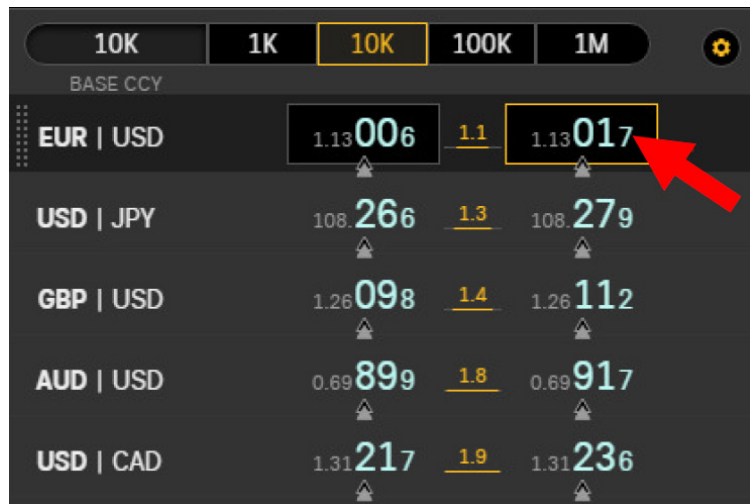 10K 1K 10K 100K 1M
BASE CCY
EUR | USD 1.13006 1.1 1.13017
USD | JPY 108.266 1.3 108.279
GBP | USD 1.26098 1.4 1.26112
AUD | USD 0.69899 1.8 0.69917
USD | CAD 1.31217 1.9 1.31236